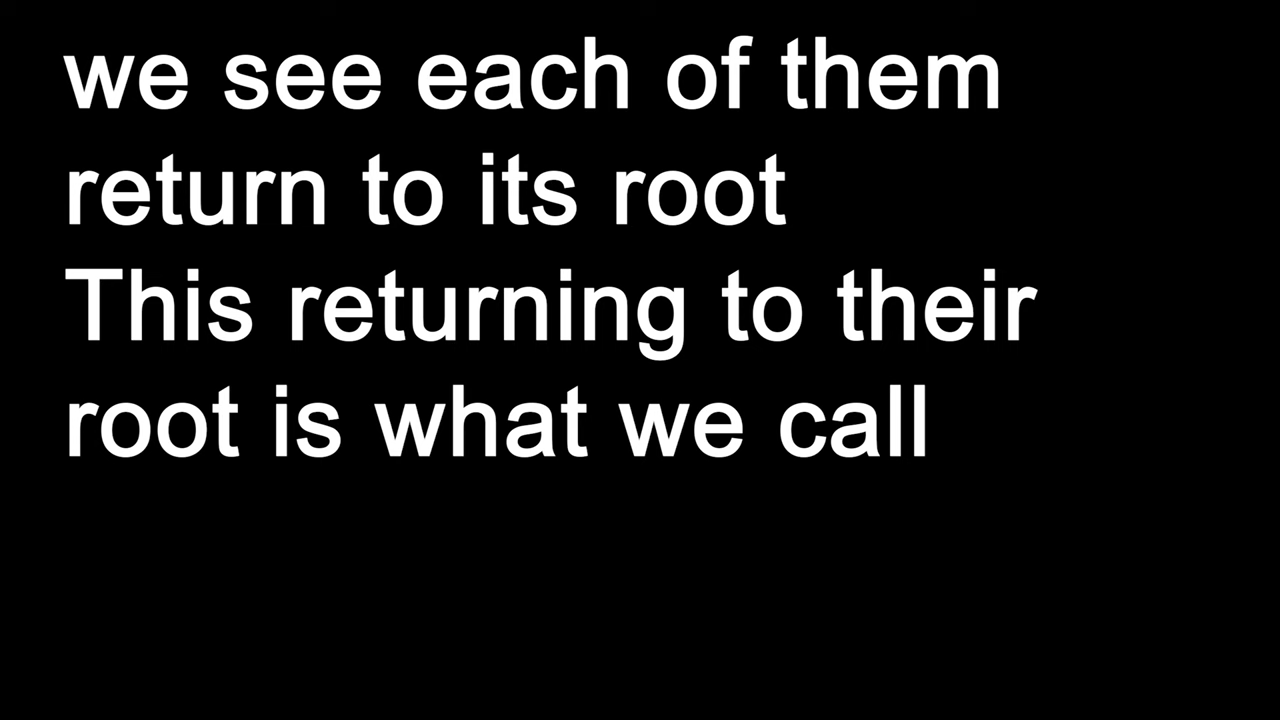 we see each of them
return to its root
This returning to their
root is what we call